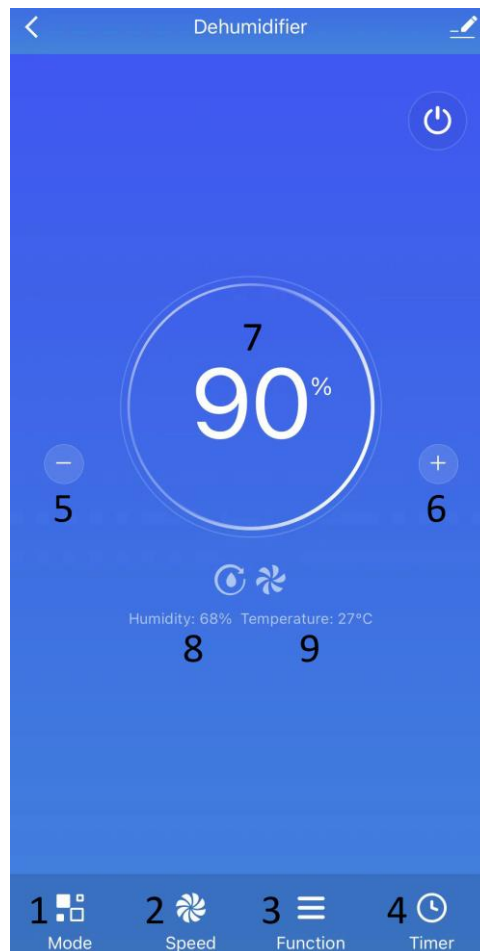 Dehumidifier
7
90%
− +
5 6
Humidity: 68% Temperature: 27°C
8 9
1 2 3 4
Mode Speed Function Timer